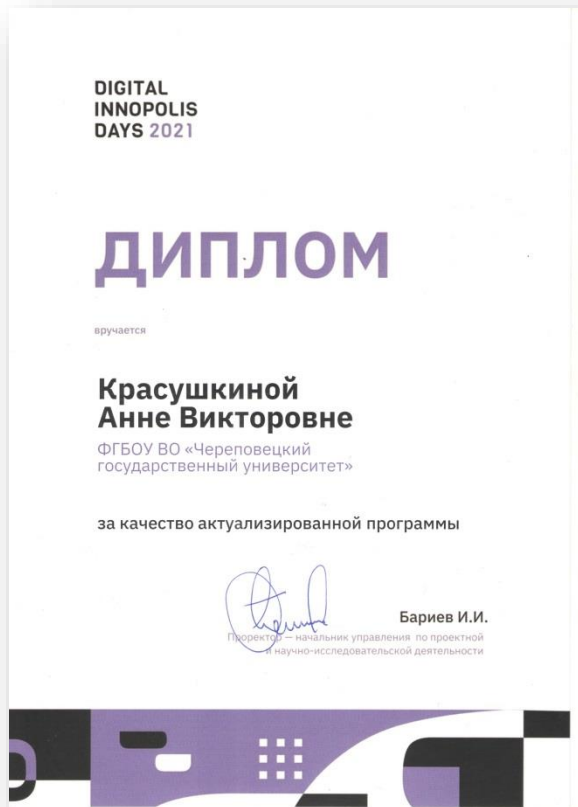 DIGITAL
INNOPOLIS
DAYS 2021
ДИПЛОМ
вручается
Красушкиной
Анне Викторовне
ФГБОУ ВО «Череповецкий
государственный университет»
за качество актуализированной программы
Бариев И.И.
Проректор — начальник управления по проектной
и научно-исследовательской деятельности